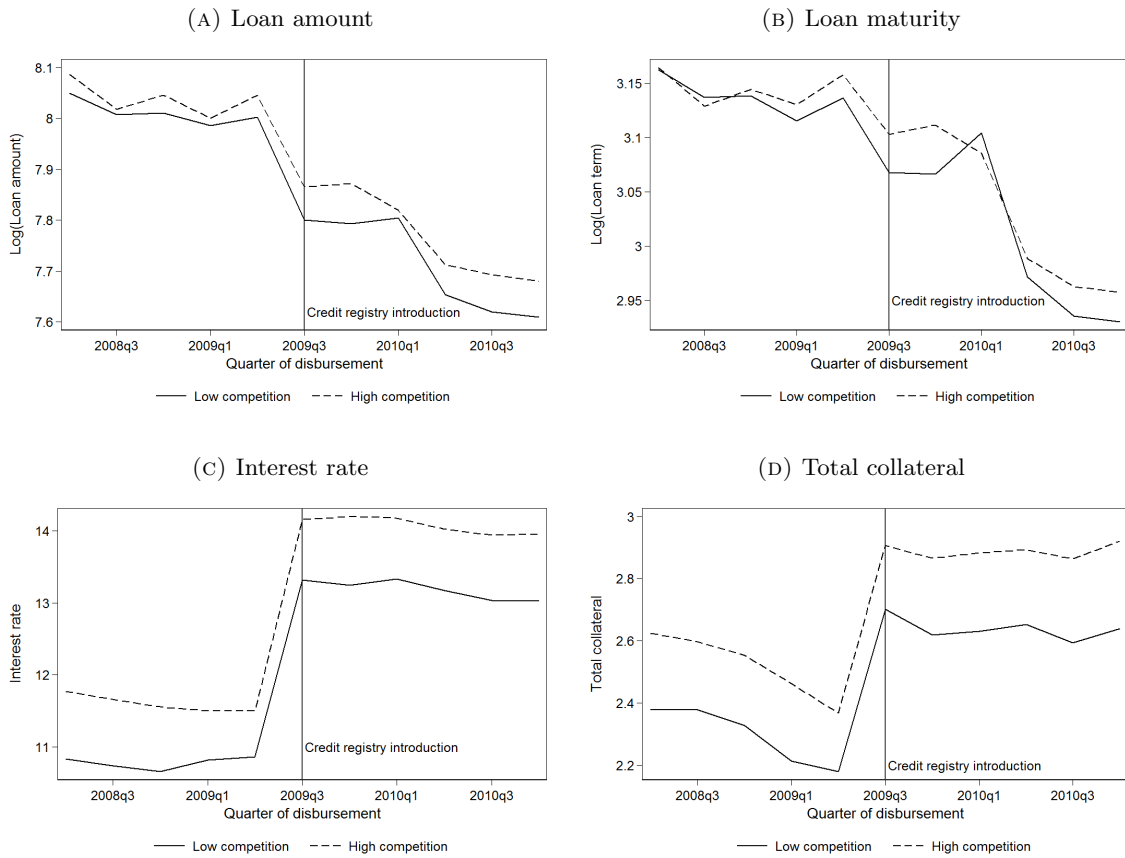 (A) Loan amount
8.1
8
7.9
7.8
7.7
7.6
Log(Loan amount)
Credit registry introduction
2008q3 2009q1 2009q3 2010q1 2010q3
Quarter of disbursement
Low competition High competition
(B) Loan maturity
3.15
3.1
3.05
3
2.95
Log(Loan term)
Credit registry introduction
2008q3 2009q1 2009q3 2010q1 2010q3
Quarter of disbursement
Low competition High competition
(C) Interest rate
14
13
12
11
Interest rate
Credit registry introduction
2008q3 2009q1 2009q3 2010q1 2010q3
Quarter of disbursement
Low competition High competition
(D) Total collateral
3
2.8
2.6
2.4
2.2
Total collateral
Credit registry introduction
2008q3 2009q1 2009q3 2010q1 2010q3
Quarter of disbursement
Low competition High competition